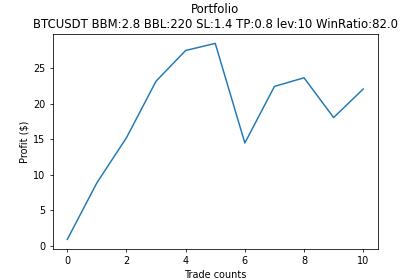 Portfolio
BTCUSDT BBM:2.8 BBL:220 SL:1.4 TP:0.8 lev:10 WinRatio:82.0
25
20
15
10
5
0
Profit ($)
0 2 4 6 8 10
Trade counts